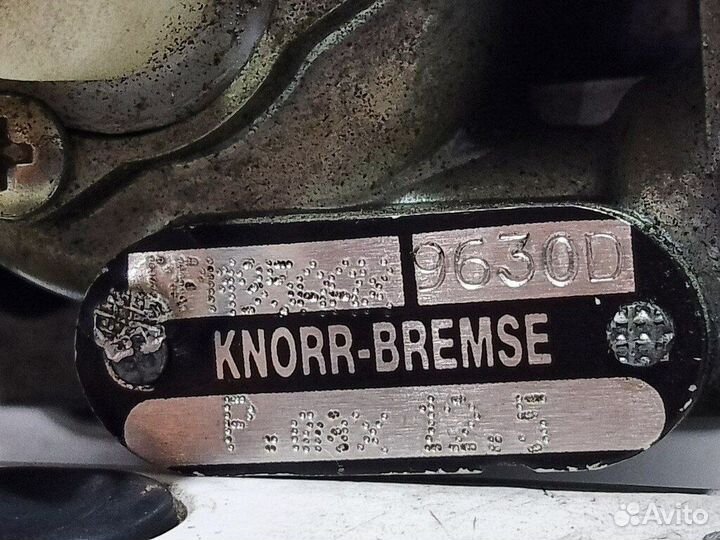 9630D
KNORR-BREMSE
P.max 12,5
Avito